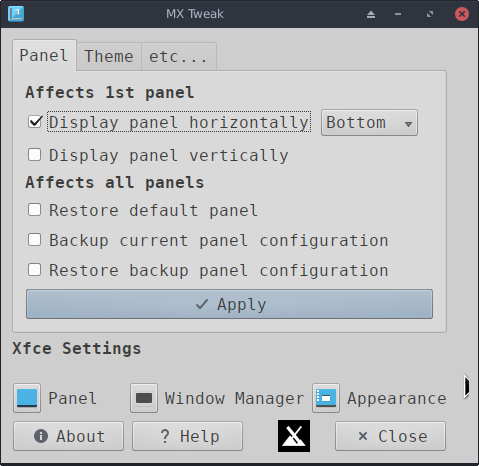 MX Tweak
Panel Theme etc...
Affects 1st panel
Display panel horizontally Bottom
Display panel vertically
Affects all panels
Restore default panel
Backup current panel configuration
Restore backup panel configuration
Apply
Xfce Settings
Panel Window Manager Appearance
About Help Close